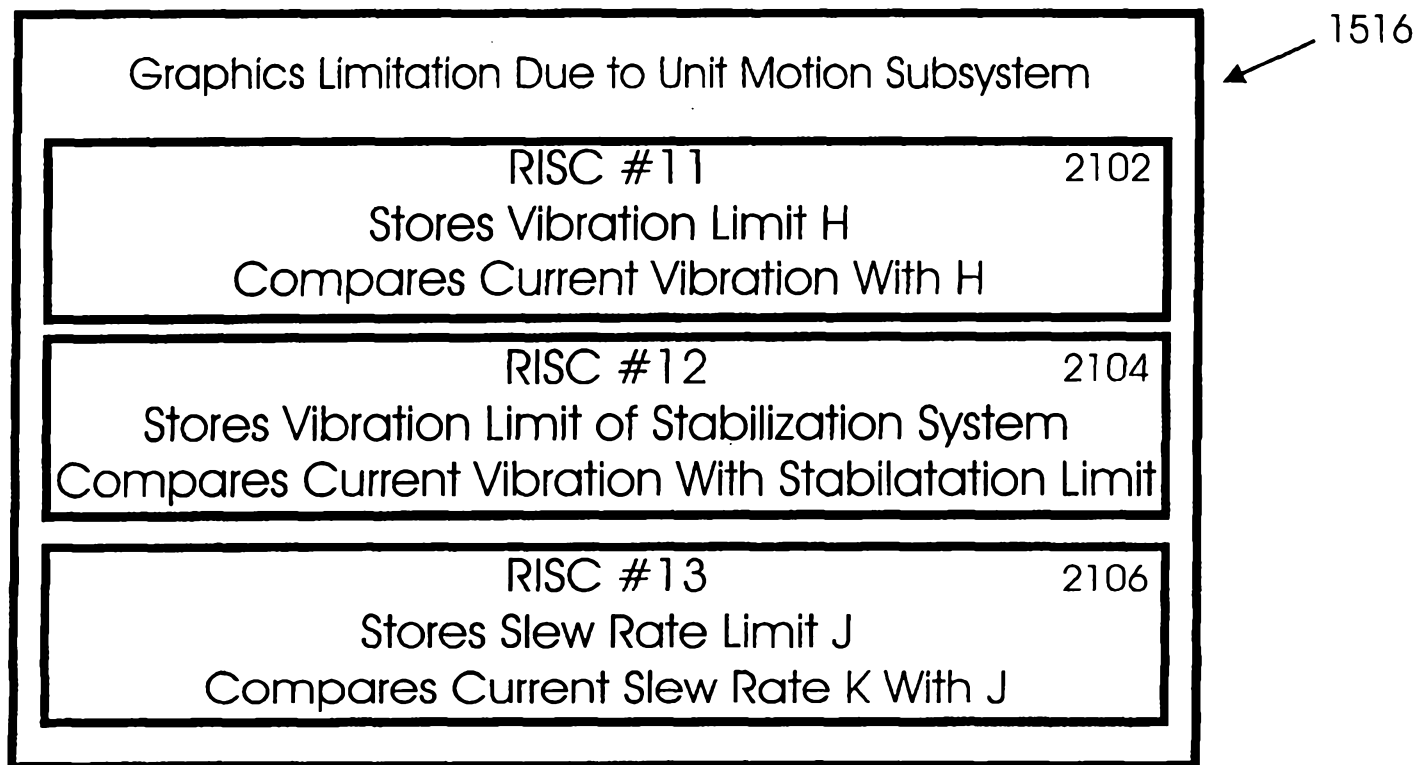 1516
Graphics Limitation Due to Unit Motion Subsystem
RISC #11 2102
Stores Vibration Limit H
Compares Current Vibration With H
RISC #12 2104
Stores Vibration Limit of Stabilization System
Compares Current Vibration With Stabilatation Limit
RISC #13 2106
Stores Slew Rate Limit J
Compares Current Slew Rate K With J